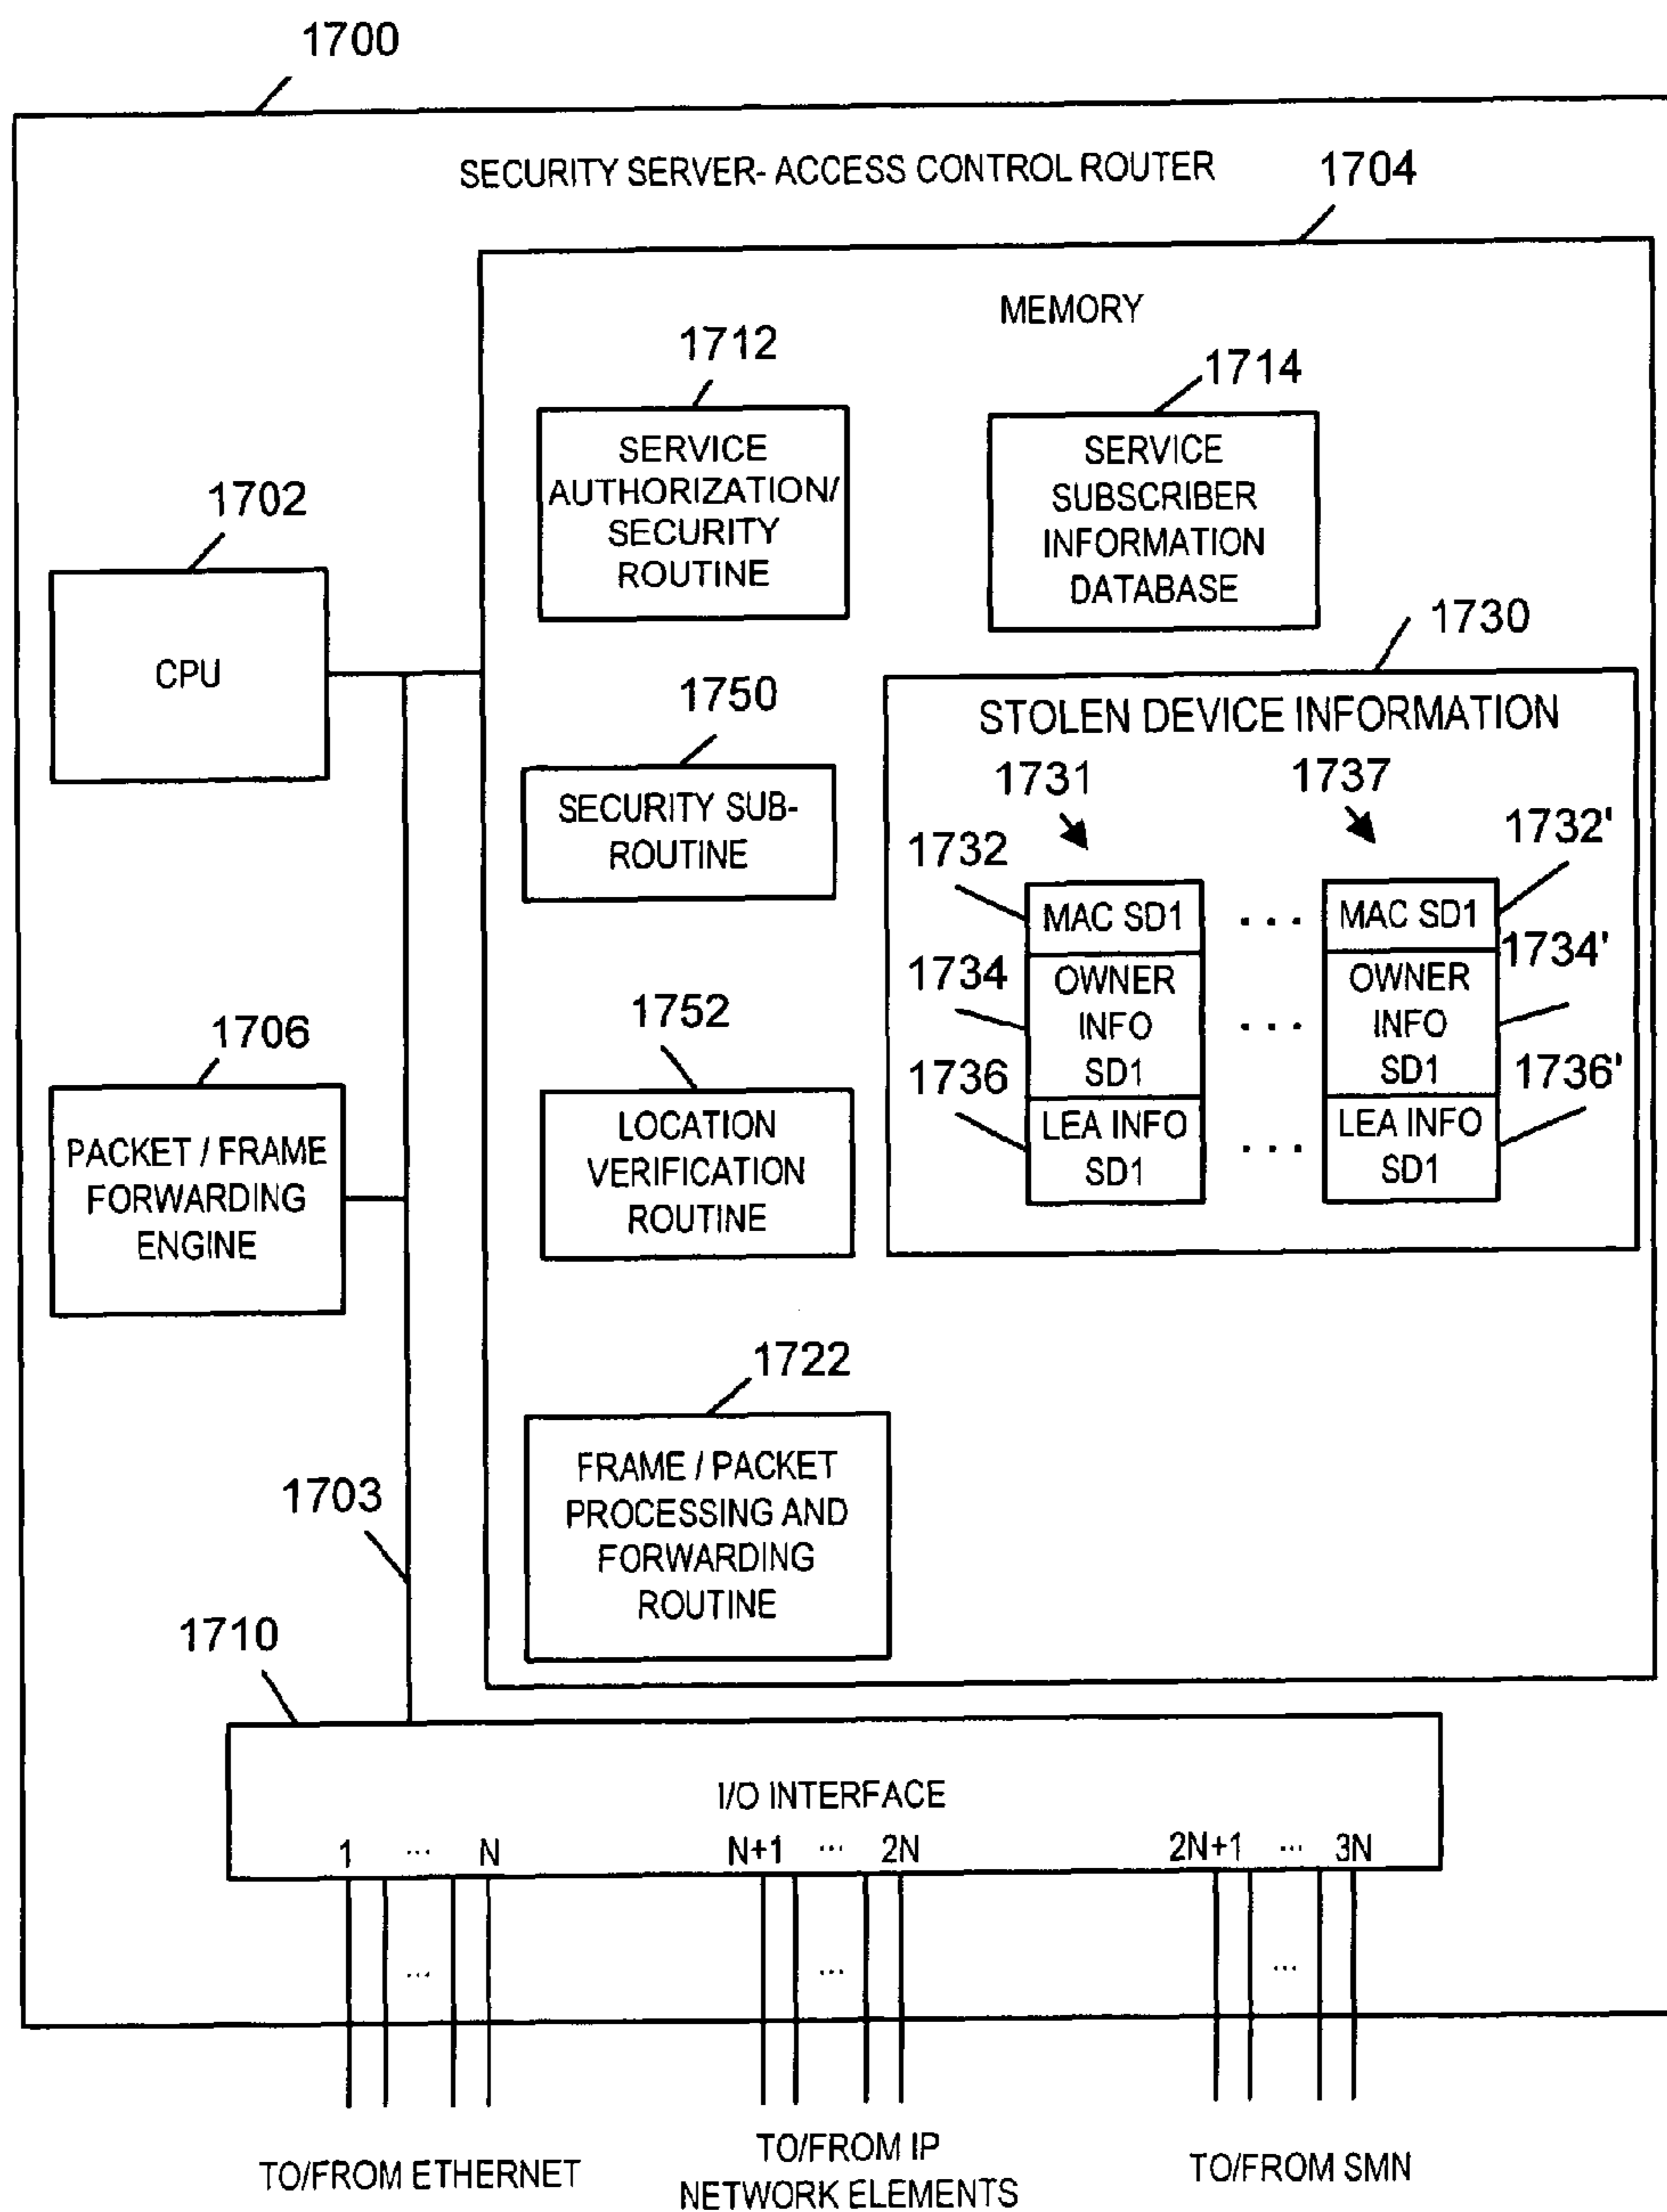 1700
SECURITY SERVER- ACCESS CONTROL ROUTER
1704
MEMORY
1712
1714
SERVICE
AUTHORIZATION/
SECURITY
ROUTINE
SERVICE
SUBSCRIBER
INFORMATION
DATABASE
1702
CPU
1730
STOLEN DEVICE INFORMATION
1750
SECURITY SUB-
ROUTINE
1731
1737
1732
MAC SD1
...
MAC SD1
1732'
1734
OWNER
INFO
SD1
...
OWNER
INFO
SD1
1734'
1736
LEA INFO
SD1
...
LEA INFO
SD1
1736'
1752
LOCATION
VERIFICATION
ROUTINE
1706
PACKET / FRAME
FORWARDING
ENGINE
1722
FRAME / PACKET
PROCESSING AND
FORWARDING
ROUTINE
1703
1710
I/O INTERFACE
1 ... N N+1 ... 2N 2N+1 ... 3N
... ... ...
TO/FROM ETHERNET
TO/FROM IP
NETWORK ELEMENTS
TO/FROM SMN